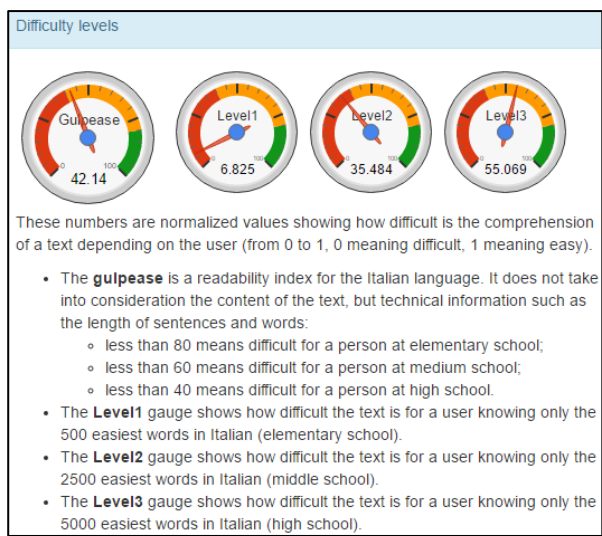 Difficulty levels
Gulpease Level1 Level2 Level3
0 100 0 100 0 100 0 100
42.14 6.825 35.484 55.069
These numbers are normalized values showing how difficult is the comprehension
of a text depending on the user (from 0 to 1, 0 meaning difficult, 1 meaning easy).
• The gulpease is a readability index for the Italian language. It does not take
into consideration the content of the text, but technical information such as
the length of sentences and words:
◦ less than 80 means difficult for a person at elementary school;
◦ less than 60 means difficult for a person at medium school;
◦ less than 40 means difficult for a person at high school.
• The Level1 gauge shows how difficult the text is for a user knowing only the
500 easiest words in Italian (elementary school).
• The Level2 gauge shows how difficult the text is for a user knowing only the
2500 easiest words in Italian (middle school).
• The Level3 gauge shows how difficult the text is for a user knowing only the
5000 easiest words in Italian (high school).